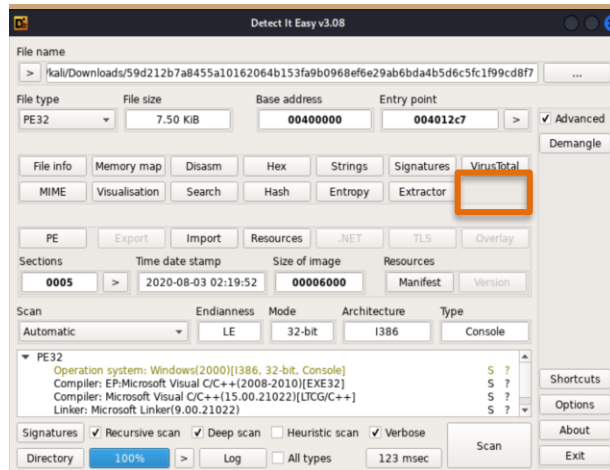 Detect It Easy v3.08
File name
> /kali/Downloads/59d212b7a8455a10162064b153fa9b0968ef6e29ab6bda4b5d6c5fc1f99cd8f7 ...
File type File size Base address Entry point
PE32 7.50 KiB 00400000 004012c7 > Advanced
Demangle
File info Memory map Disasm Hex Strings Signatures VirusTotal
MIME Visualisation Search Hash Entropy Extractor
PE Export Import Resources .NET TLS Overlay
Sections Time date stamp Size of image Resources
0005 > 2020-08-03 02:19:52 00006000 Manifest Version
Scan Endianness Mode Architecture Type
Automatic LE 32-bit I386 Console
PE32
Operation system: Windows(2000)[I386, 32-bit, Console] S ?
Compiler: EP:Microsoft Visual C/C++(2008-2010)[EXE32] S ?
Compiler: Microsoft Visual C/C++(15.00.21022)[LTCG/C++] S ?
Linker: Microsoft Linker(9.00.21022) S ?
Shortcuts
Options
Signatures Recursive scan Deep scan Heuristic scan Verbose Scan About
Directory 100% > Log All types 123 msec Exit